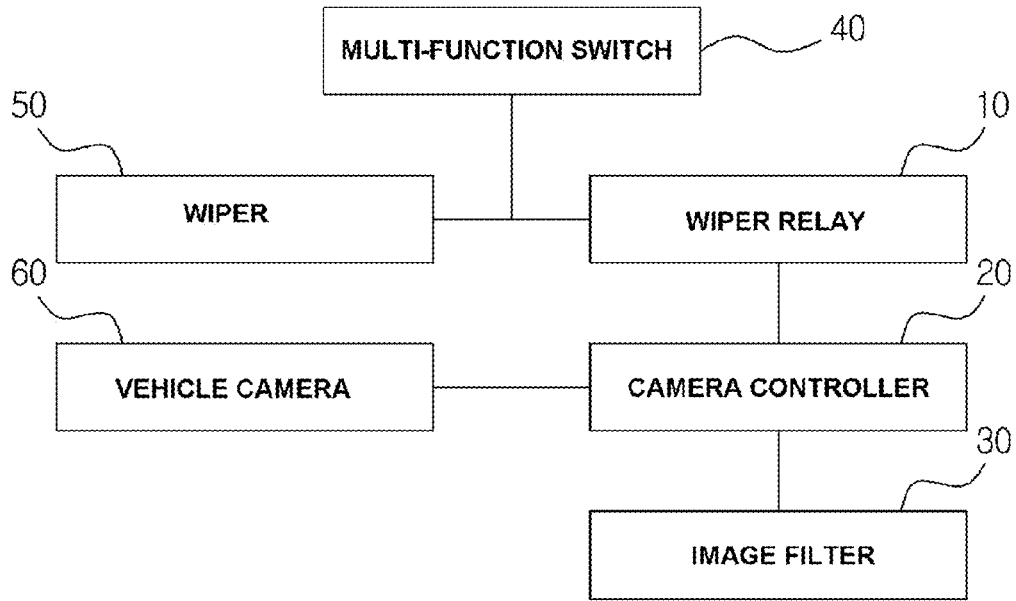 MULTI-FUNCTION SWITCH
40
50
10
WIPER
WIPER RELAY
60
20
VEHICLE CAMERA
CAMERA CONTROLLER
30
IMAGE FILTER